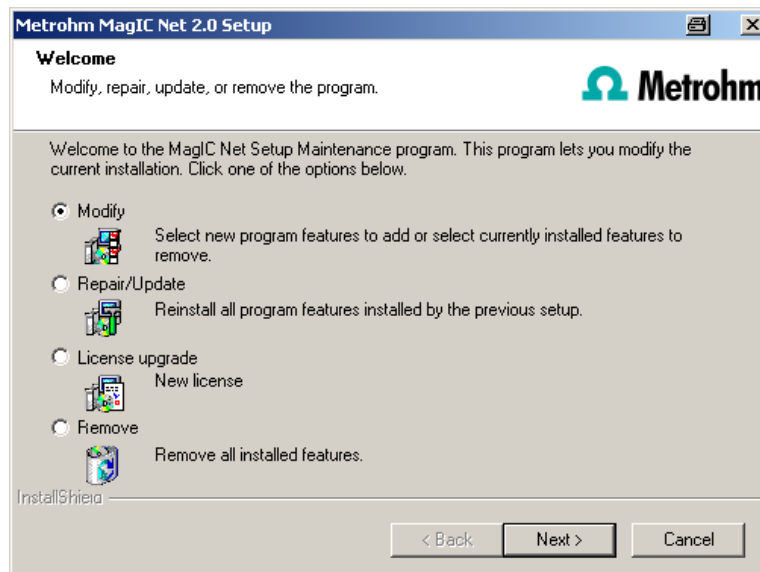 Metrohm MagIC Net 2.0 Setup
Welcome
Modify, repair, update, or remove the program.
Metrohm
Welcome to the MagIC Net Setup Maintenance program. This program lets you modify the
current installation. Click one of the options below.
Modify
Select new program features to add or select currently installed features to
remove.
Repair/Update
Reinstall all program features installed by the previous setup.
License upgrade
New license
Remove
Remove all installed features.
InstallShield
< Back
Next >
Cancel